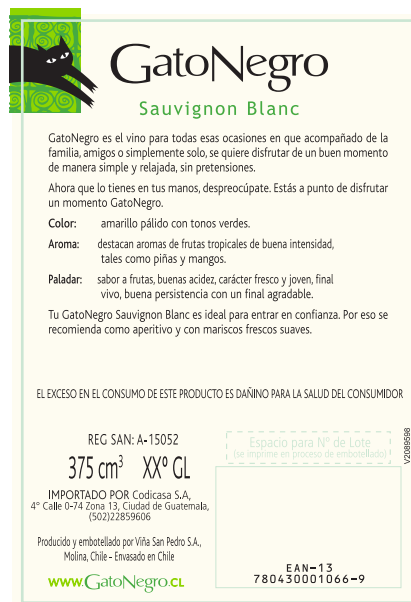 GatoNegro
Sauvignon Blanc
GatoNegro es el vino para todas esas ocasiones en que acompañado de la
familia, amigos o simplemente solo, se quiere disfrutar de un buen momento
de manera simple y relajada, sin pretensiones.
Ahora que lo tienes en tus manos, despreocúpate. Estás a punto de disfrutar
un momento GatoNegro.
Color: amarillo pálido con tonos verdes.
Aroma: destacan aromas de frutas tropicales de buena intensidad,
tales como piñas y mangos.
Paladar: sabor a frutas, buenas acidez, carácter fresco y joven, final
vivo, buena persistencia con un final agradable.
Tu GatoNegro Sauvignon Blanc es ideal para entrar en confianza. Por eso se
recomienda como aperitivo y con mariscos frescos suaves.
EL EXCESO EN EL CONSUMO DE ESTE PRODUCTO ES DAÑINO PARA LA SALUD DEL CONSUMIDOR
REG SAN: A-15052
375 cm³ XXº GL
IMPORTADO POR Codicasa S.A,
4° Calle 0-74 Zona 13, Ciudad de Guatemala,
(502)22859606
Producido y embotellado por Viña San Pedro S.A.,
Molina, Chile - Envasado en Chile
www.GatoNegro.CL
Espacio para Nº de Lote
(se imprime en proceso de embotellado)
V2089598
EAN-13
780430001066-9